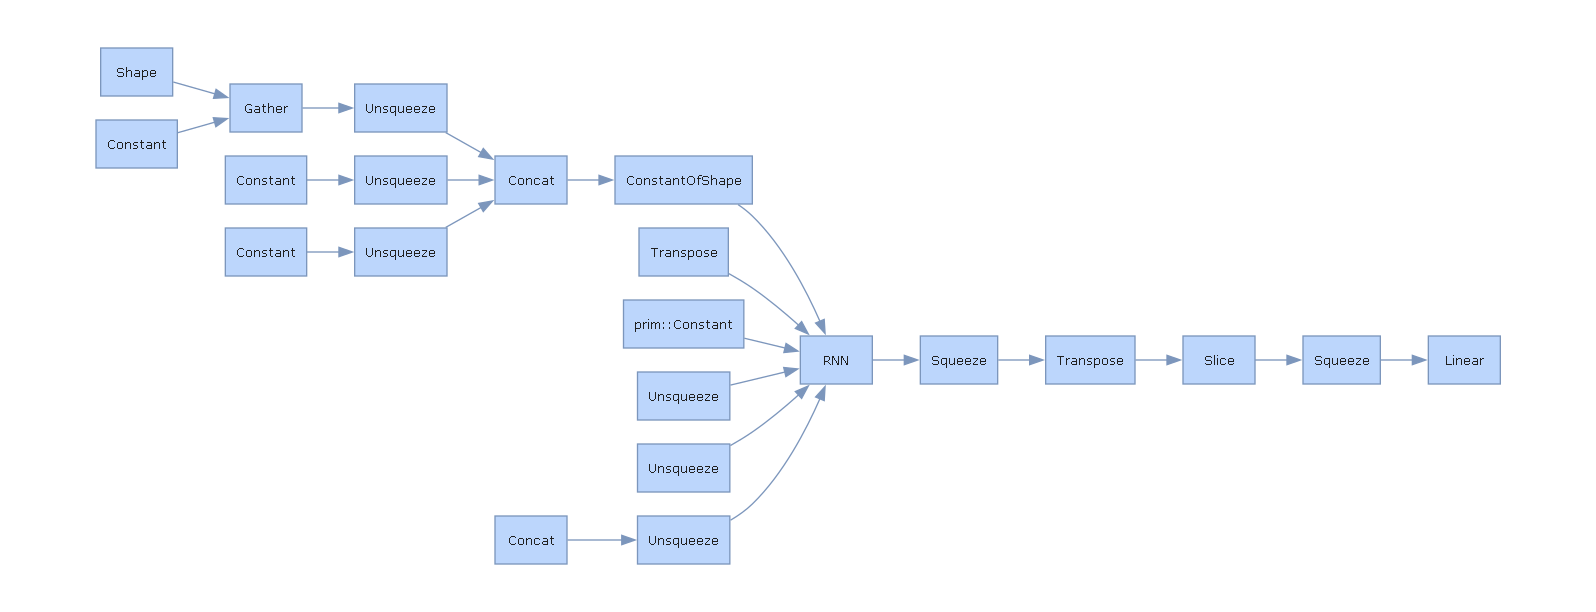 Shape
Gather
Unsqueeze
Constant
Constant
Unsqueeze
Concat
ConstantOfShape
Constant
Unsqueeze
Transpose
prim::Constant
RNN
Squeeze
Transpose
Slice
Squeeze
Linear
Unsqueeze
Unsqueeze
Concat
Unsqueeze